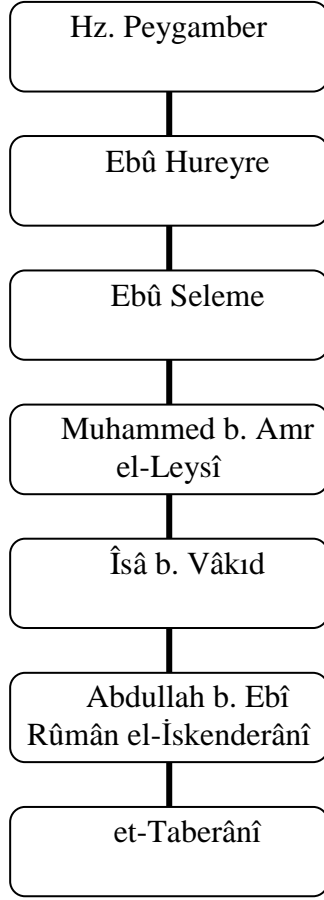 Hz. Peygamber
Ebû Hureyre
Ebû Seleme
Muhammed b. Amr
el-Leysî
Îsâ b. Vâkıd
Abdullah b. Ebî
Rûmân el-İskenderânî
et-Taberânî